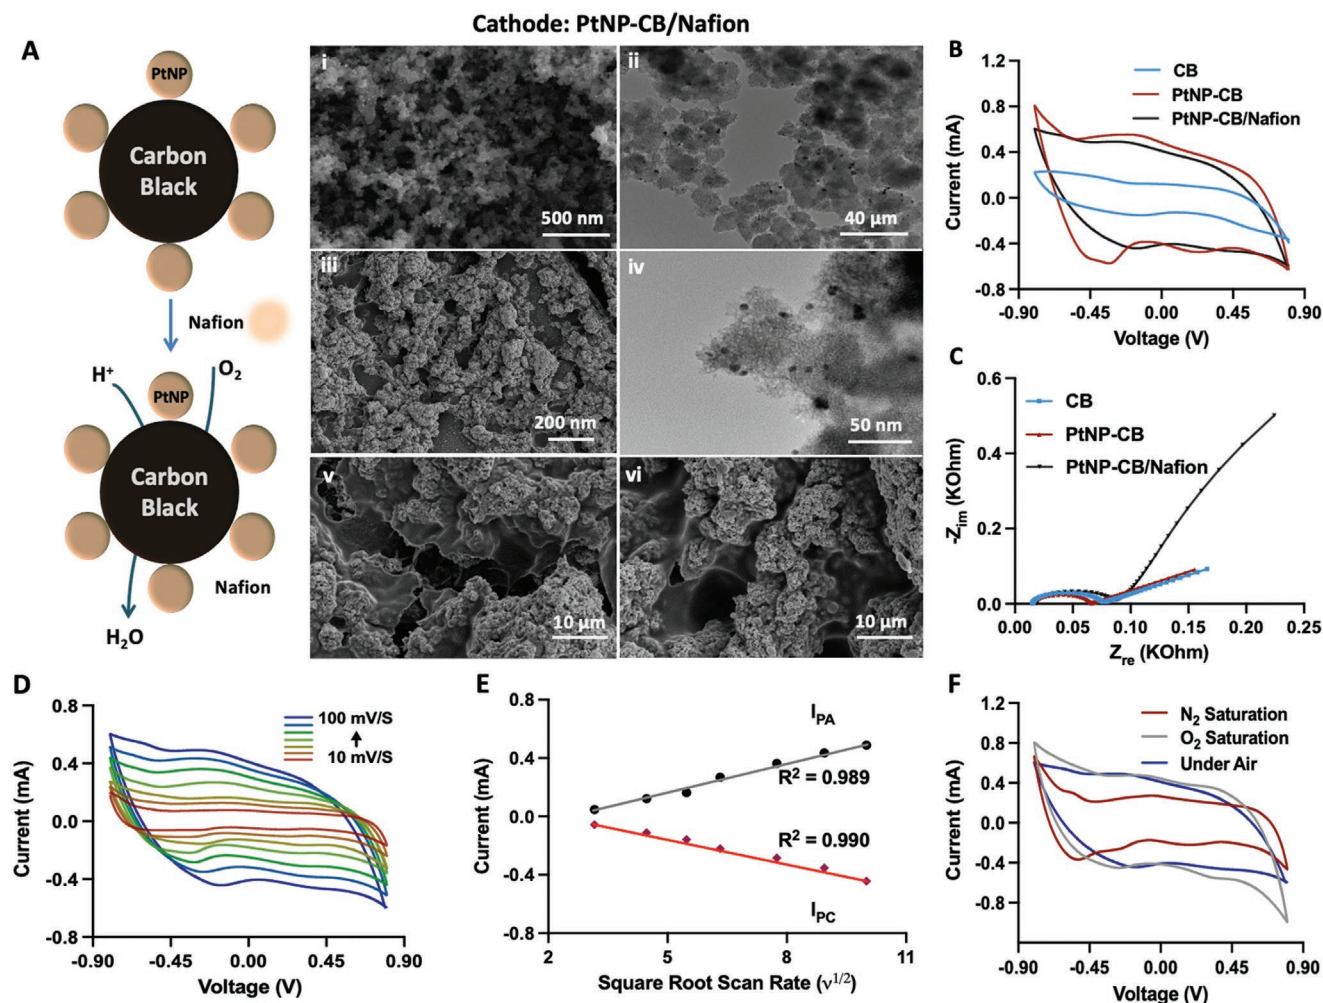 Cathode: PtNP-CB/Nafion
A
PtNP
Carbon
Black
Nafion
H⁺
O₂
PtNP
Carbon
Black
Nafion
H₂O
i
500 nm
ii
40 µm
iii
200 nm
iv
50 nm
v
10 µm
vi
10 µm
B
CB
PtNP-CB
PtNP-CB/Nafion
1.2
0.8
0.4
0.0
-0.4
-0.8
Current (mA)
-0.90 -0.45 0.00 0.45 0.90
Voltage (V)
C
CB
PtNP-CB
PtNP-CB/Nafion
0.6
0.4
0.2
0.0
-Zim (KOhm)
0.00 0.05 0.10 0.15 0.20 0.25
Zre (KOhm)
D
100 mV/S
10 mV/S
0.8
0.4
0.0
-0.4
-0.8
Current (mA)
-0.90 -0.45 0.00 0.45 0.90
Voltage (V)
E
IPA
R² = 0.989
R² = 0.990
IPC
0.8
0.4
0.0
-0.4
-0.8
Current (mA)
2 5 8 11
Square Root Scan Rate (v¹/²)
F
N₂ Saturation
O₂ Saturation
Under Air
1.2
0.8
0.4
0.0
-0.4
-0.8
Current (mA)
-0.90 -0.45 0.00 0.45 0.90
Voltage (V)